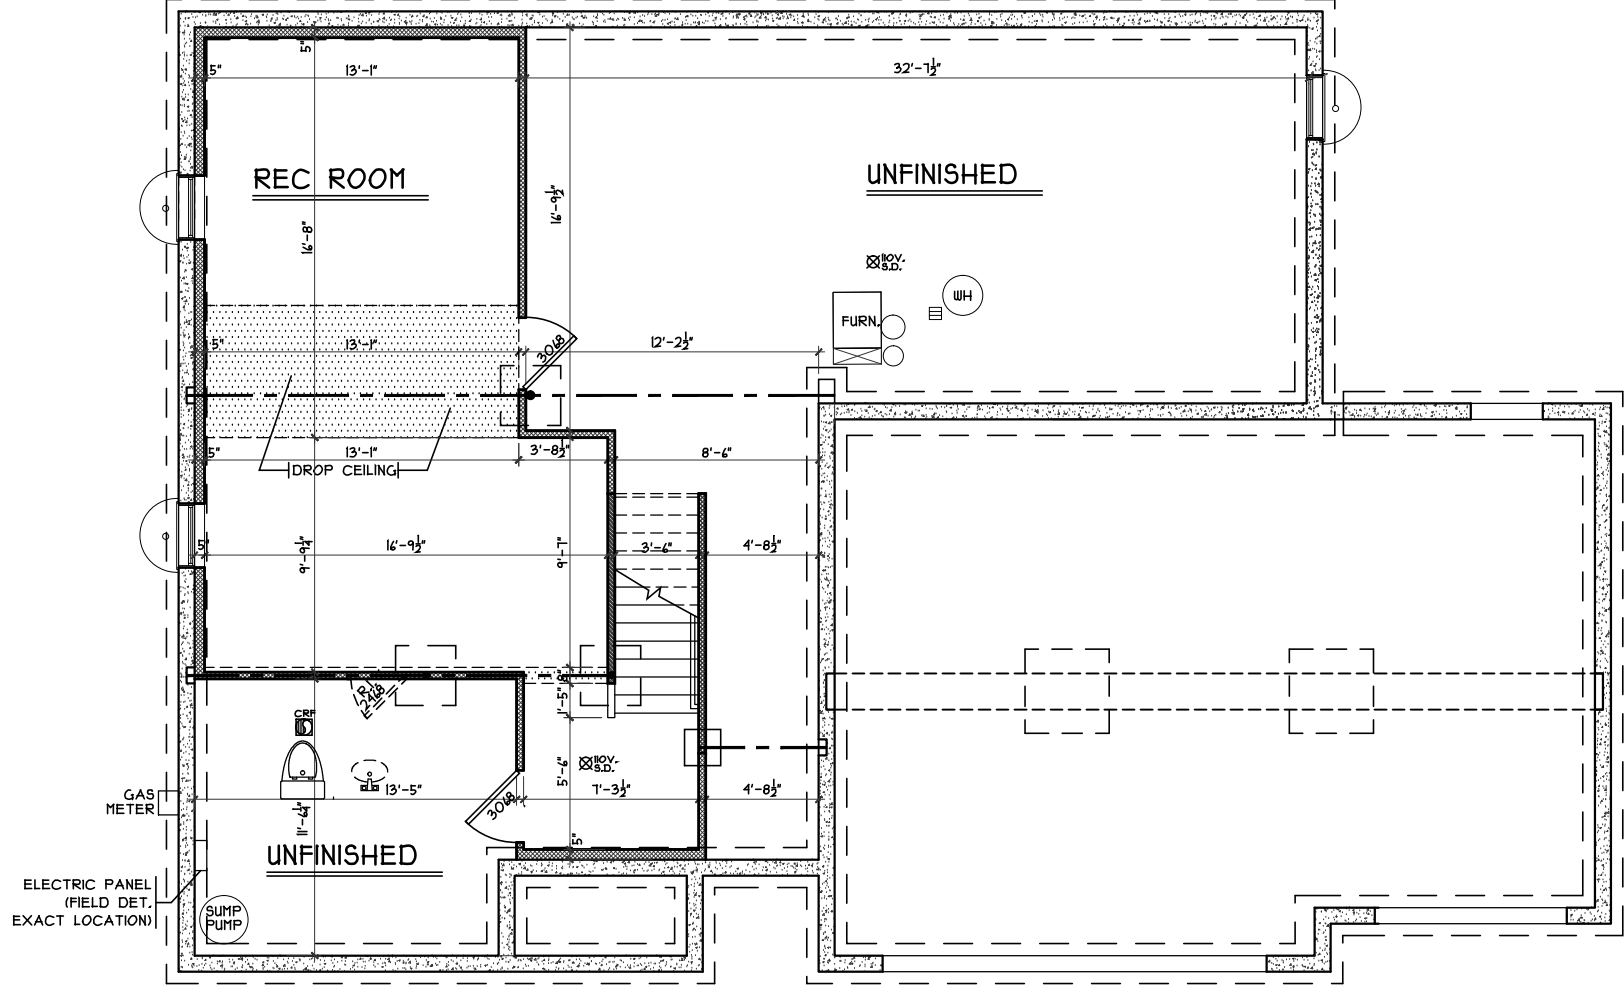 5"
5"
13'-1"
32'-7½"
REC ROOM
UNFINISHED
16'-9½"
16'-8"
110V.
S.D.
WH
FURN.
5"
13'-1"
3068
12'-2½"
5"
13'-1"
3'-8½"
8'-6"
DROP CEILING
5"
9'-9¼"
16'-9½"
9'-7"
3'-6"
4'-8½"
2468
8"
1'-5"
CRF
110V.
S.D.
5'-6"
13'-5"
3068
7'-3½"
4'-8½"
GAS
METER
11'-6¼"
5"
UNFINISHED
ELECTRIC PANEL
(FIELD DET.
EXACT LOCATION)
SUMP
PUMP